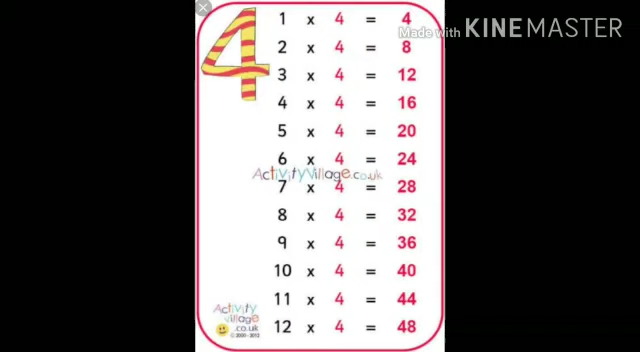 4
1 x 4 = 4
Made with KINEMASTER
2 x 4 = 8
3 x 4 = 12
4 x 4 = 16
5 x 4 = 20
6 x 4 = 24
ActivityVillage.co.uk
7 x 4 = 28
8 x 4 = 32
9 x 4 = 36
10 x 4 = 40
11 x 4 = 44
12 x 4 = 48
Activity
Village
.co.uk
© 2000 - 2012